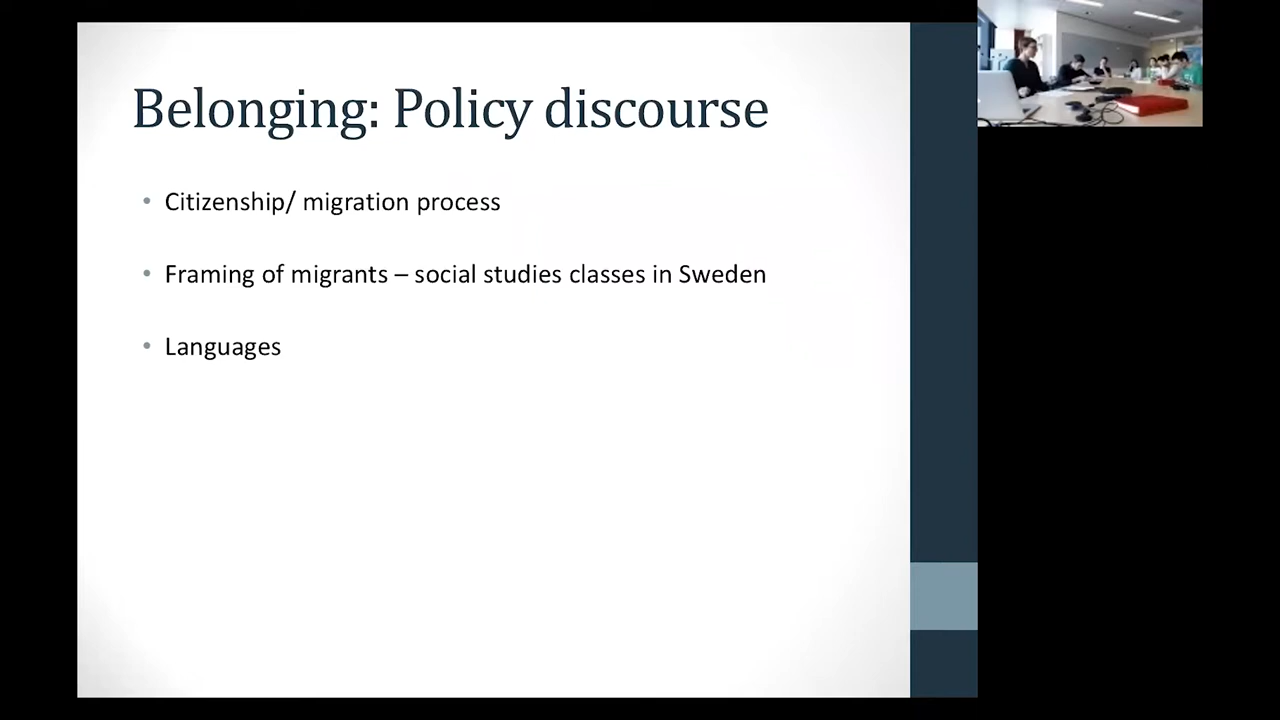 Belonging: Policy discourse
• Citizenship/ migration process
• Framing of migrants – social studies classes in Sweden
• Languages